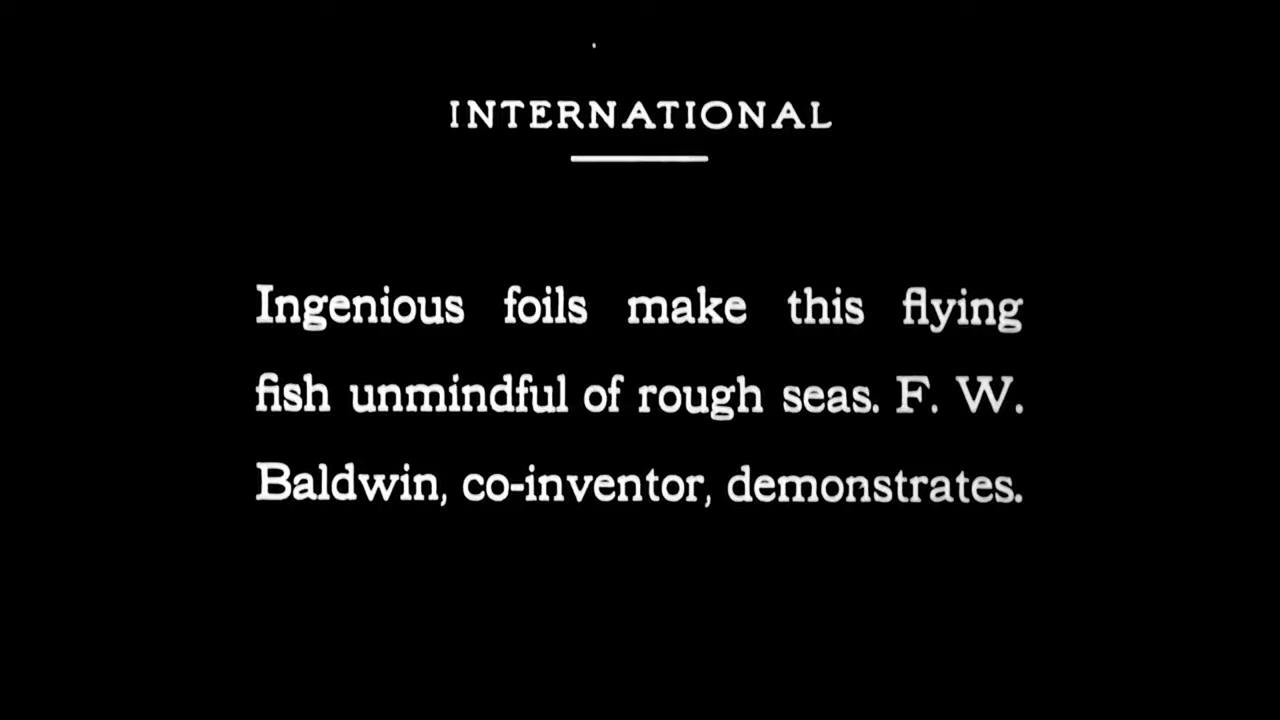 INTERNATIONAL
Ingenious foils make this flying
fish unmindful of rough seas. F. W.
Baldwin, co-inventor, demonstrates.